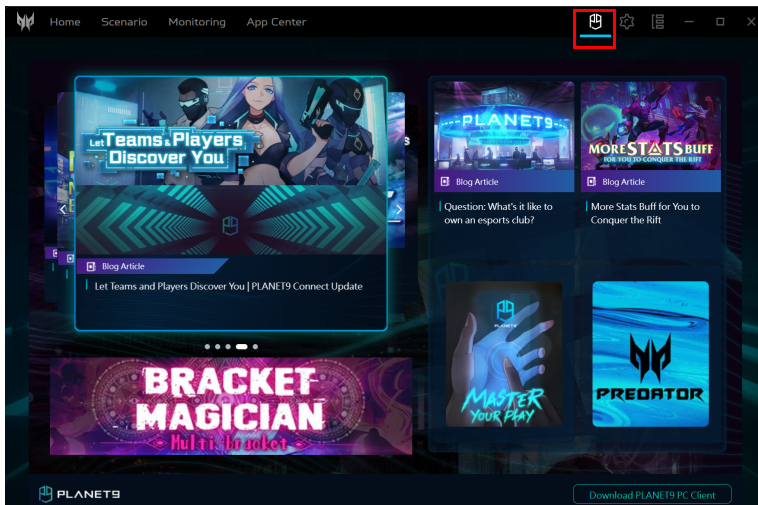 Home Scenario Monitoring App Center
Let Teams & Players
Discover You
Blog Article
Let Teams and Players Discover You | PLANET9 Connect Update
BRACKET
MAGICIAN
Multi-bracket
PLANET9
Blog Article
Question: What's it like to
own an esports club?
MORE STATS BUFF
FOR YOU TO CONQUER THE RIFT
Blog Article
More Stats Buff for You to
Conquer the Rift
PLANET9
MASTER
YOUR PLAY
PREDATOR
PLANET9
Download PLANET9 PC Client